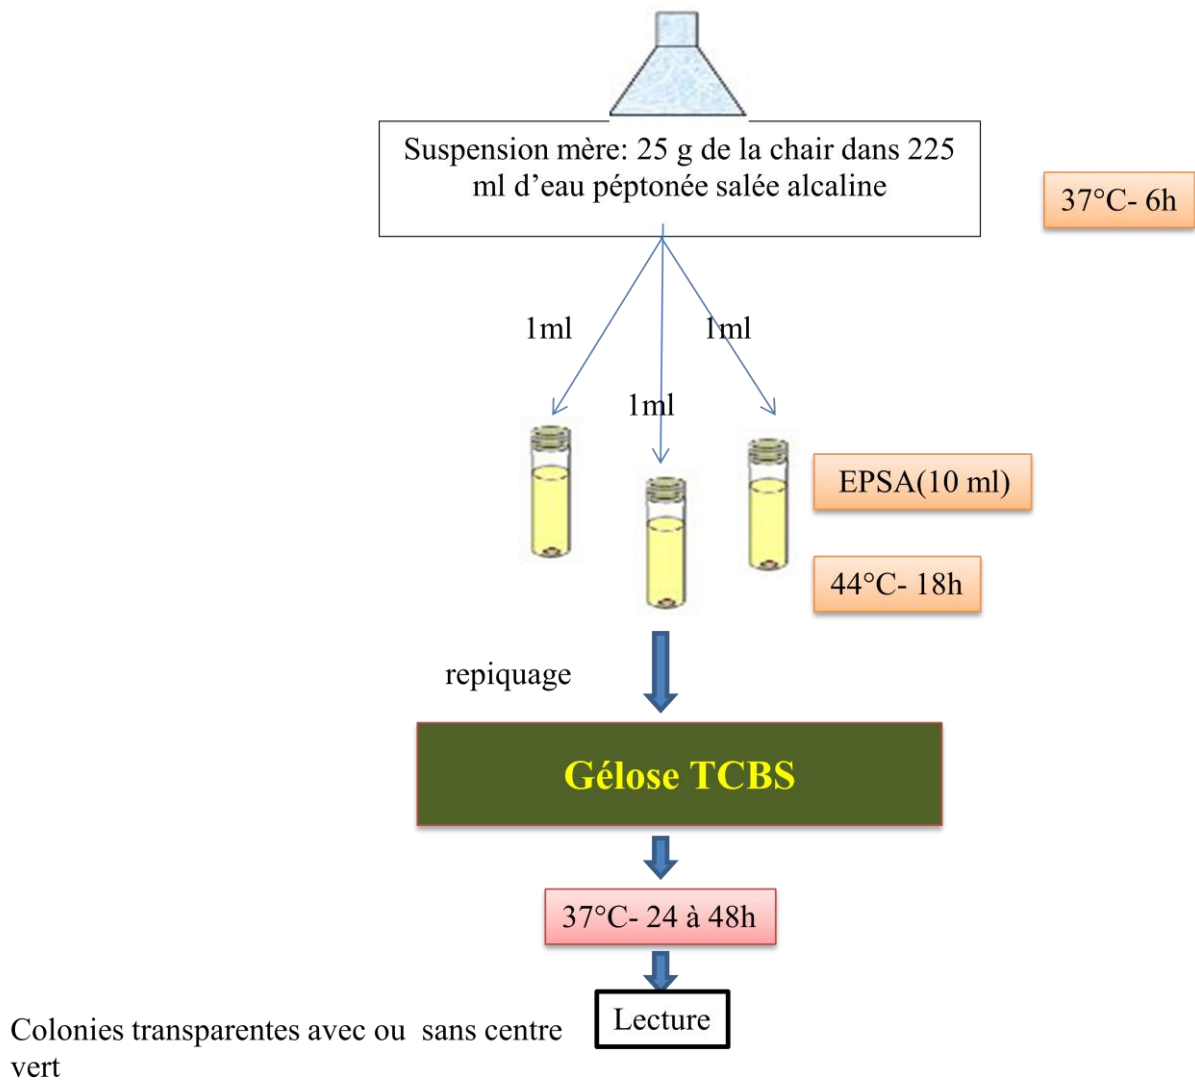 Suspension mère: 25 g de la chair dans 225
ml d’eau péptonée salée alcaline
37°C- 6h
1ml
1ml
1ml
EPSA(10 ml)
44°C- 18h
repiquage
Gélose TCBS
37°C- 24 à 48h
Lecture
Colonies transparentes avec ou sans centre
vert